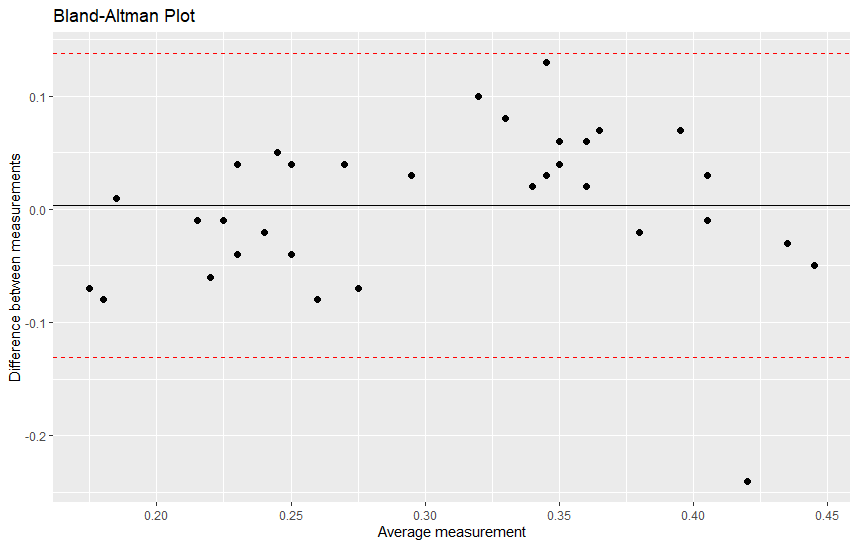 Bland-Altman Plot
Difference between measurements
0.1
0.0
-0.1
-0.2
0.20 0.25 0.30 0.35 0.40 0.45
Average measurement